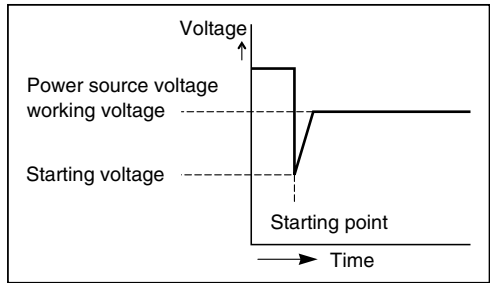 Voltage
Power source voltage
working voltage
Starting voltage
Starting point
Time